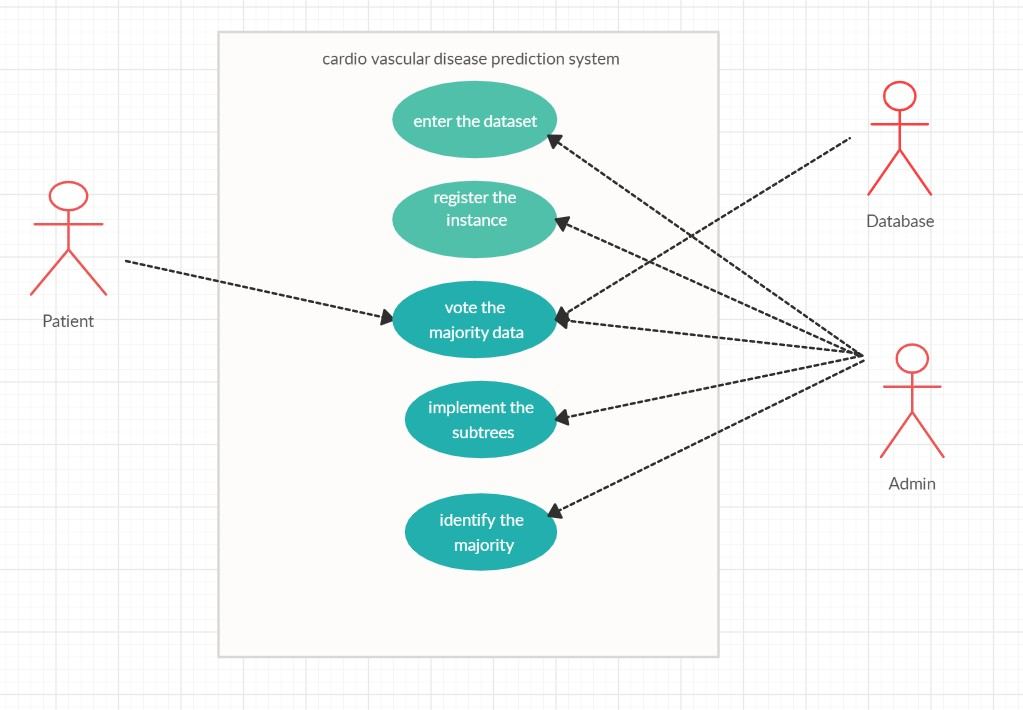 cardio vascular disease prediction system
enter the dataset
register the
instance
vote the
majority data
implement the
subtrees
identify the
majority
Patient
Database
Admin